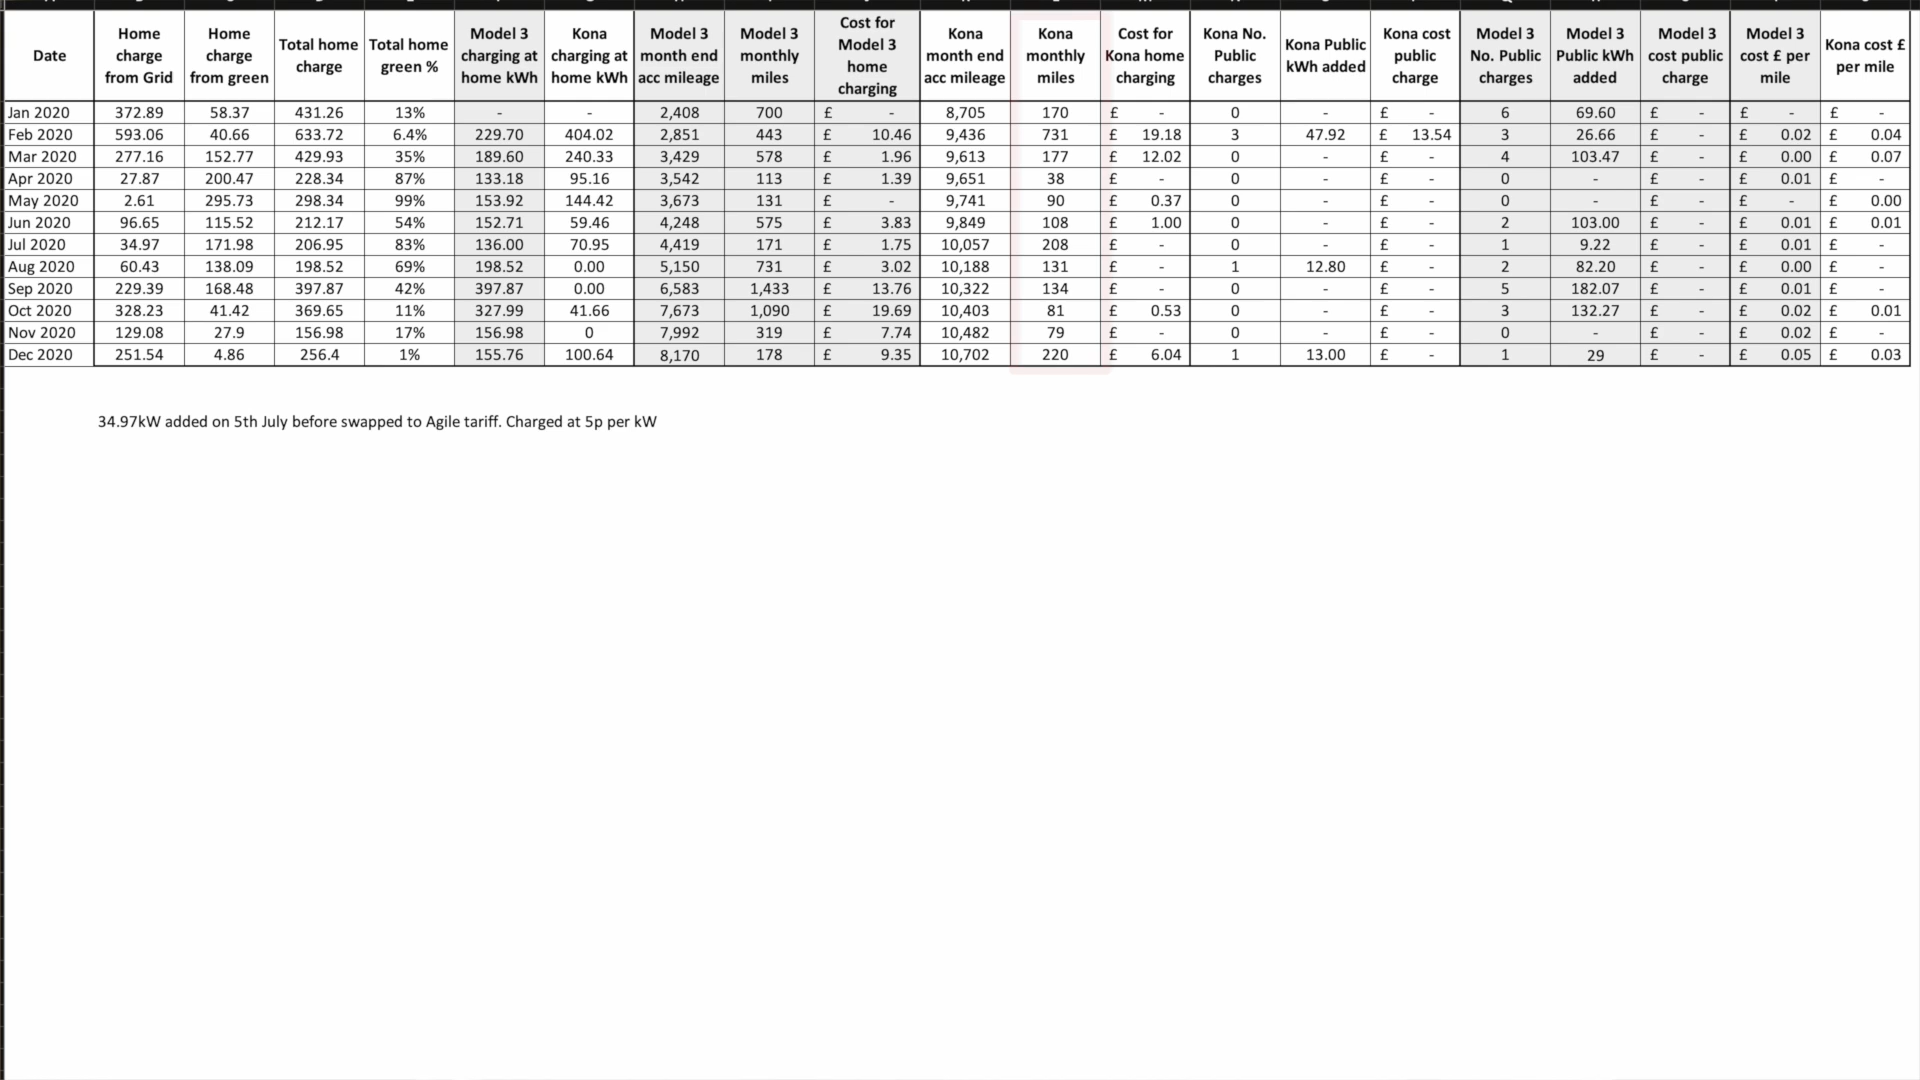 Date Home charge from Grid Home charge from green Total home charge Total home green % Model 3 charging at home kWh Kona charging at home kWh Model 3 month end acc mileage Model 3 monthly miles Cost for Model 3 home charging Kona month end acc mileage Kona monthly miles Cost for Kona home charging Kona No. Public charges Kona Public kWh added Kona cost public charge Model 3 No. Public charges Model 3 Public kWh added Model 3 cost public charge Model 3 cost £ per mile Kona cost £ per mile
Jan 2020 372.89 58.37 431.26 13% - - 2,408 700 £ - 8,705 170 £ - 0 - £ - 6 69.60 £ - £ - £ -
Feb 2020 593.06 40.66 633.72 6.4% 229.70 404.02 2,851 443 £ 10.46 9,436 731 £ 19.18 3 47.92 £ 13.54 3 26.66 £ - £ 0.02 £ 0.04
Mar 2020 277.16 152.77 429.93 35% 189.60 240.33 3,429 578 £ 1.96 9,613 177 £ 12.02 0 - £ - 4 103.47 £ - £ 0.00 £ 0.07
Apr 2020 27.87 200.47 228.34 87% 133.18 95.16 3,542 113 £ 1.39 9,651 38 £ - 0 - £ - 0 - £ - £ 0.01 £ -
May 2020 2.61 295.73 298.34 99% 153.92 144.42 3,673 131 £ - 9,741 90 £ 0.37 0 - £ - 0 - £ - £ - £ 0.00
Jun 2020 96.65 115.52 212.17 54% 152.71 59.46 4,248 575 £ 3.83 9,849 108 £ 1.00 0 - £ - 2 103.00 £ - £ 0.01 £ 0.01
Jul 2020 34.97 171.98 206.95 83% 136.00 70.95 4,419 171 £ 1.75 10,057 208 £ - 0 - £ - 1 9.22 £ - £ 0.01 £ -
Aug 2020 60.43 138.09 198.52 69% 198.52 0.00 5,150 731 £ 3.02 10,188 131 £ - 1 12.80 £ - 2 82.20 £ - £ 0.00 £ -
Sep 2020 229.39 168.48 397.87 42% 397.87 0.00 6,583 1,433 £ 13.76 10,322 134 £ - 0 - £ - 5 182.07 £ - £ 0.01 £ -
Oct 2020 328.23 41.42 369.65 11% 327.99 41.66 7,673 1,090 £ 19.69 10,403 81 £ 0.53 0 - £ - 3 132.27 £ - £ 0.02 £ 0.01
Nov 2020 129.08 27.9 156.98 17% 156.98 0 7,992 319 £ 7.74 10,482 79 £ - 0 - £ - 0 - £ - £ 0.02 £ -
Dec 2020 251.54 4.86 256.4 1% 155.76 100.64 8,170 178 £ 9.35 10,702 220 £ 6.04 1 13.00 £ - 1 29 £ - £ 0.05 £ 0.03
34.97kW added on 5th July before swapped to Agile tariff. Charged at 5p per kW